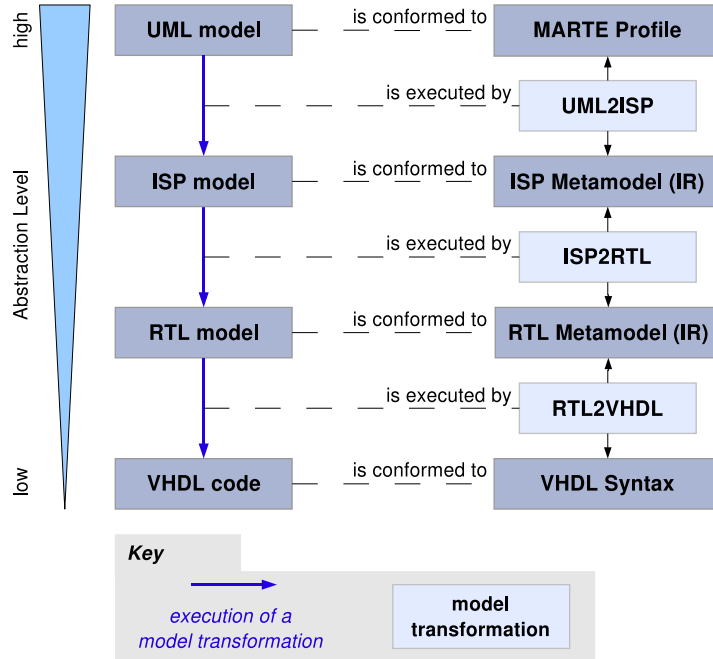 high
UML model
is conformed to
MARTE Profile
is executed by
UML2ISP
ISP model
is conformed to
ISP Metamodel (IR)
Abstraction Level
is executed by
ISP2RTL
RTL model
is conformed to
RTL Metamodel (IR)
is executed by
RTL2VHDL
low
VHDL code
is conformed to
VHDL Syntax
Key
execution of a
model transformation
model
transformation